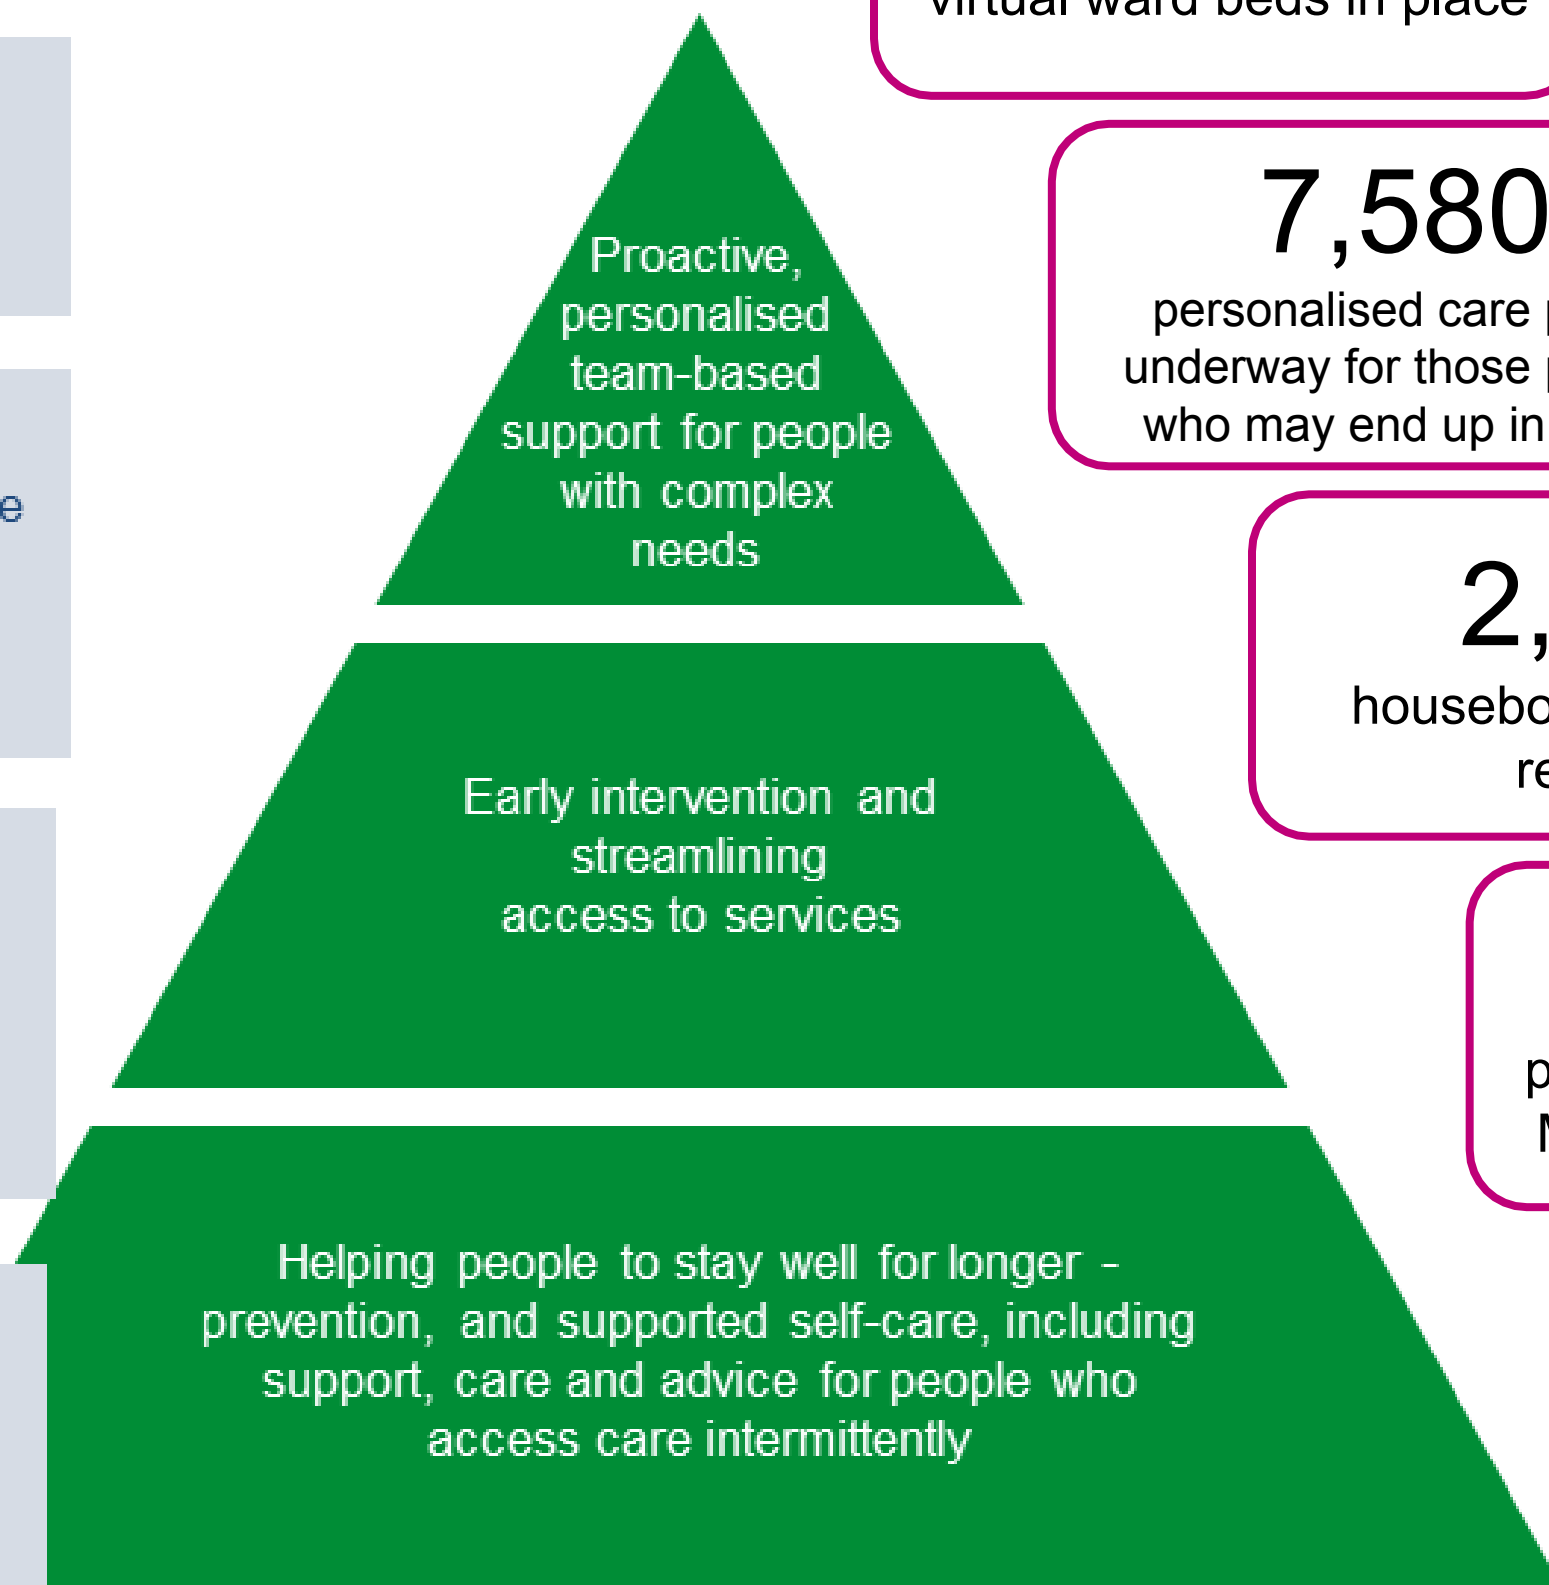 virtual ward beds in place
7,580
personalised care
underway for those
who may end up in
2,
e
Proactive,
personalised
team-based
support for people
with complex
needs
Early intervention and
streamlining
access to services
Helping people to stay well for longer -
prevention, and supported self-care, including
support, care and advice for people who
access care intermittently